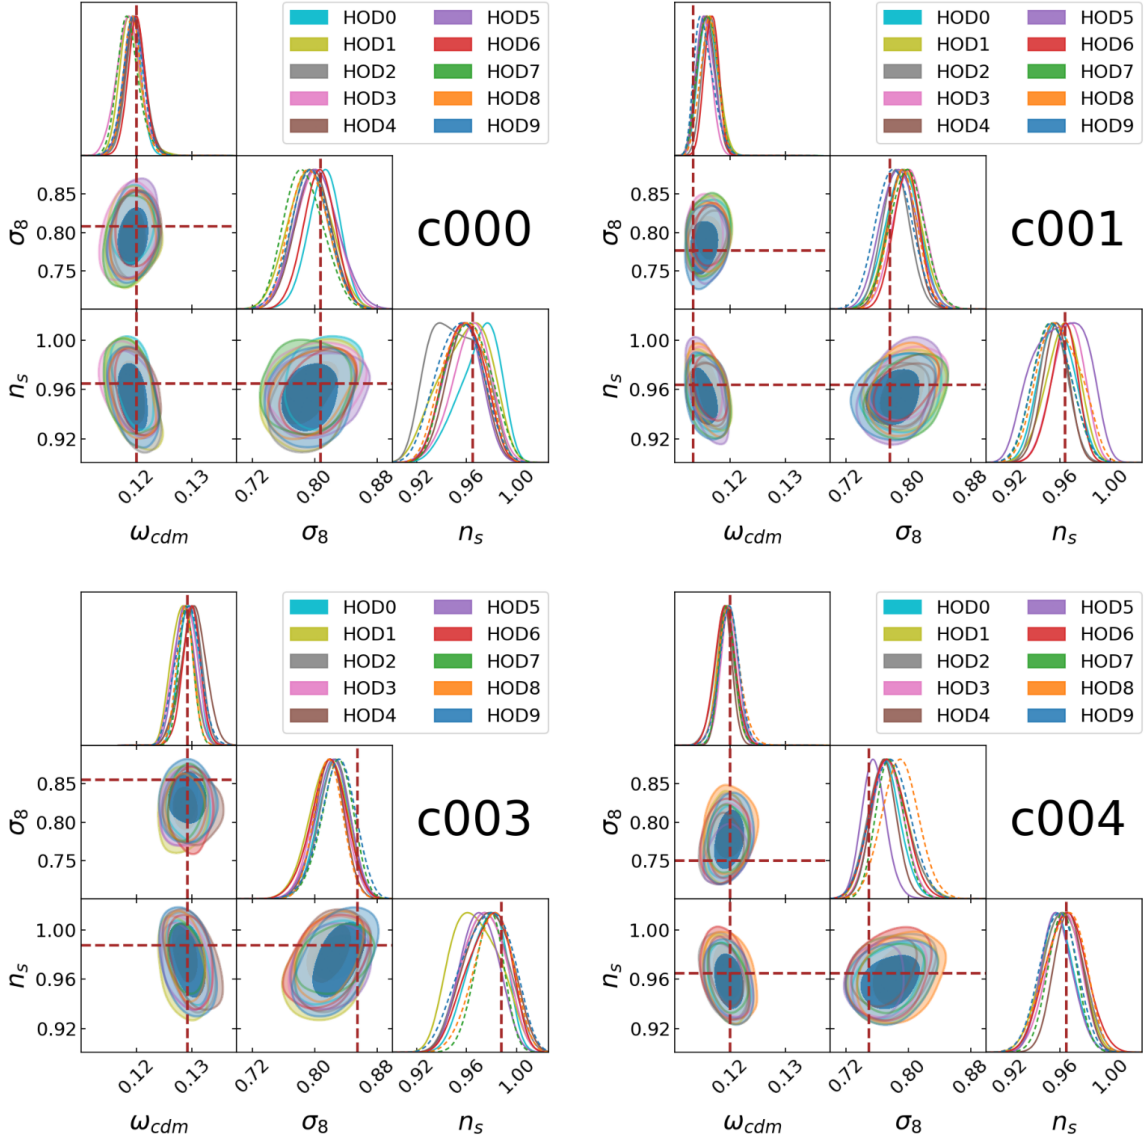 HOD0 HOD5
HOD1 HOD6
HOD2 HOD7
HOD3 HOD8
HOD4 HOD9
c000
0.85
0.80
0.75
σ8
1.00
0.96
0.92
ns
0.12 0.13
0.72 0.80 0.88
0.92 0.96 1.00
ωcdm σ8 ns
HOD0 HOD5
HOD1 HOD6
HOD2 HOD7
HOD3 HOD8
HOD4 HOD9
c001
0.85
0.80
0.75
σ8
1.00
0.96
0.92
ns
0.12 0.13
0.72 0.80 0.88
0.92 0.96 1.00
ωcdm σ8 ns
HOD0 HOD5
HOD1 HOD6
HOD2 HOD7
HOD3 HOD8
HOD4 HOD9
c003
0.85
0.80
0.75
σ8
1.00
0.96
0.92
ns
0.12 0.13
0.72 0.80 0.88
0.92 0.96 1.00
ωcdm σ8 ns
HOD0 HOD5
HOD1 HOD6
HOD2 HOD7
HOD3 HOD8
HOD4 HOD9
c004
0.85
0.80
0.75
σ8
1.00
0.96
0.92
ns
0.12 0.13
0.72 0.80 0.88
0.92 0.96 1.00
ωcdm σ8 ns